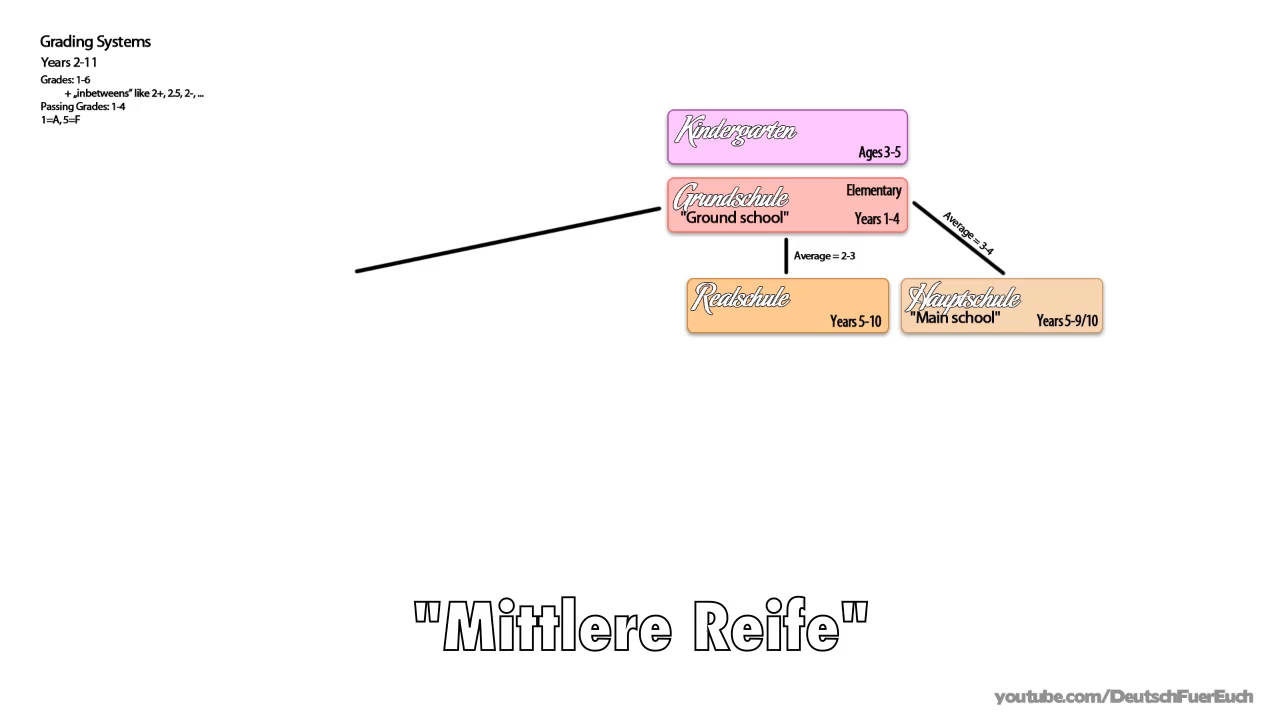 Grading Systems
Years 2-11
Grades: 1-6
+ „inbetweens" like 2+, 2.5, 2-, ...
Passing Grades: 1-4
1=A, 5=F
Kindergarten
Ages 3-5
Grundschule
Elementary
"Ground school"
Years 1-4
Average = 2-3
Average = 3-4
Realschule
Years 5-10
Hauptschule
"Main school"
Years 5-9/10
"Mittlere Reife"
youtube.com/DeutschFuerEuch